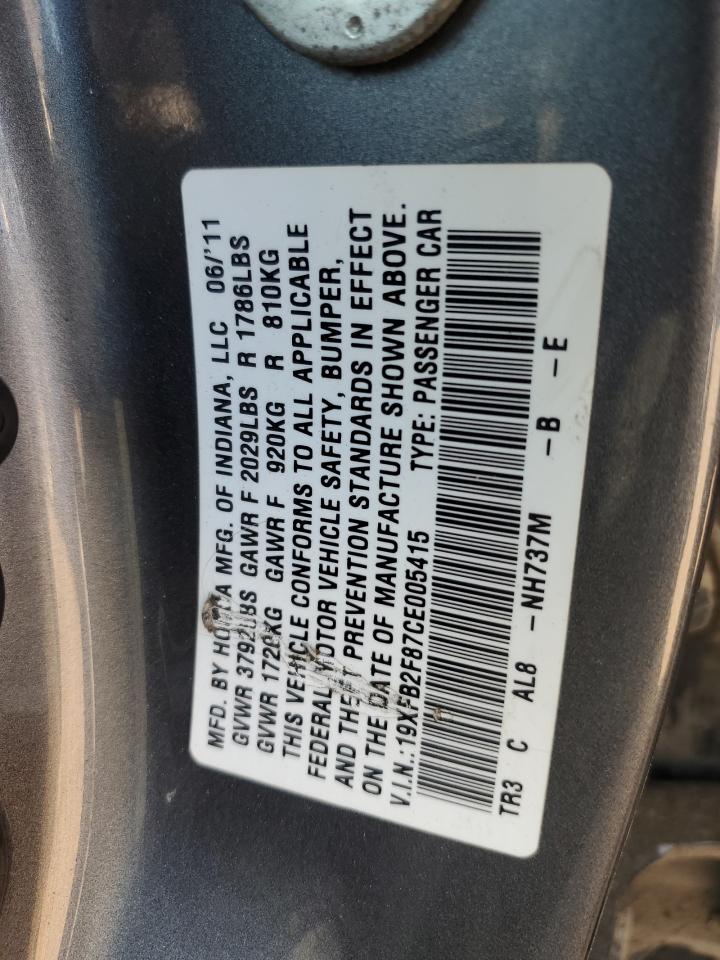 MFD. BY HONDA MFG. OF INDIANA, LLC 06/'11
GVWR 3792LBS GAWR F 2029LBS R 1786LBS
GVWR 1720KG GAWR F 920KG R 810KG
THIS VEHICLE CONFORMS TO ALL APPLICABLE
FEDERAL MOTOR VEHICLE SAFETY, BUMPER,
AND THEFT PREVENTION STANDARDS IN EFFECT
ON THE DATE OF MANUFACTURE SHOWN ABOVE.
V.I.N.: 19XFB2F87CE005415 TYPE: PASSENGER CAR
TR3 C AL8 -NH737M -B -E